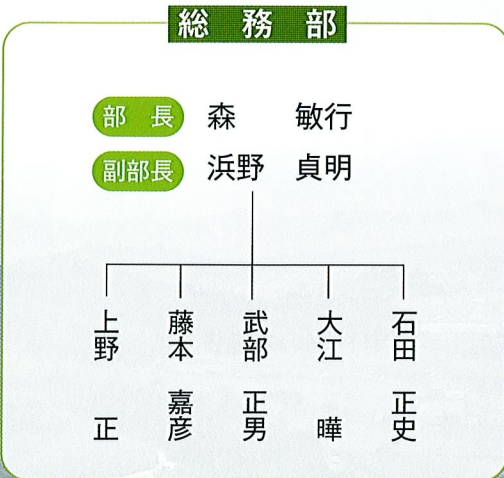 総務部
部長 森 敏行
副部長 浜野 貞明
石田 正史
大江 曄
武部 正男
藤本 嘉彦
上野 正